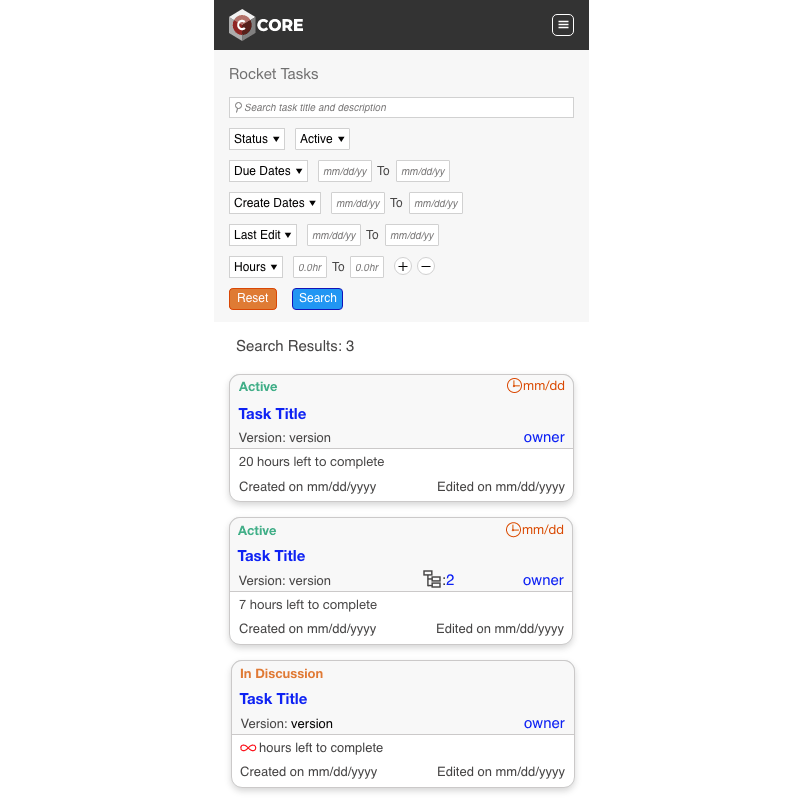 C CORE
Rocket Tasks
Search task title and description
Status ▼ Active ▼
Due Dates ▼ mm/dd/yy To mm/dd/yy
Create Dates ▼ mm/dd/yy To mm/dd/yy
Last Edit ▼ mm/dd/yy To mm/dd/yy
Hours ▼ 0.0hr To 0.0hr + −
Reset Search
Search Results: 3
Active mm/dd
Task Title
Version: version owner
20 hours left to complete
Created on mm/dd/yyyy Edited on mm/dd/yyyy
Active mm/dd
Task Title
Version: version :2 owner
7 hours left to complete
Created on mm/dd/yyyy Edited on mm/dd/yyyy
In Discussion
Task Title
Version: version owner
∞ hours left to complete
Created on mm/dd/yyyy Edited on mm/dd/yyyy